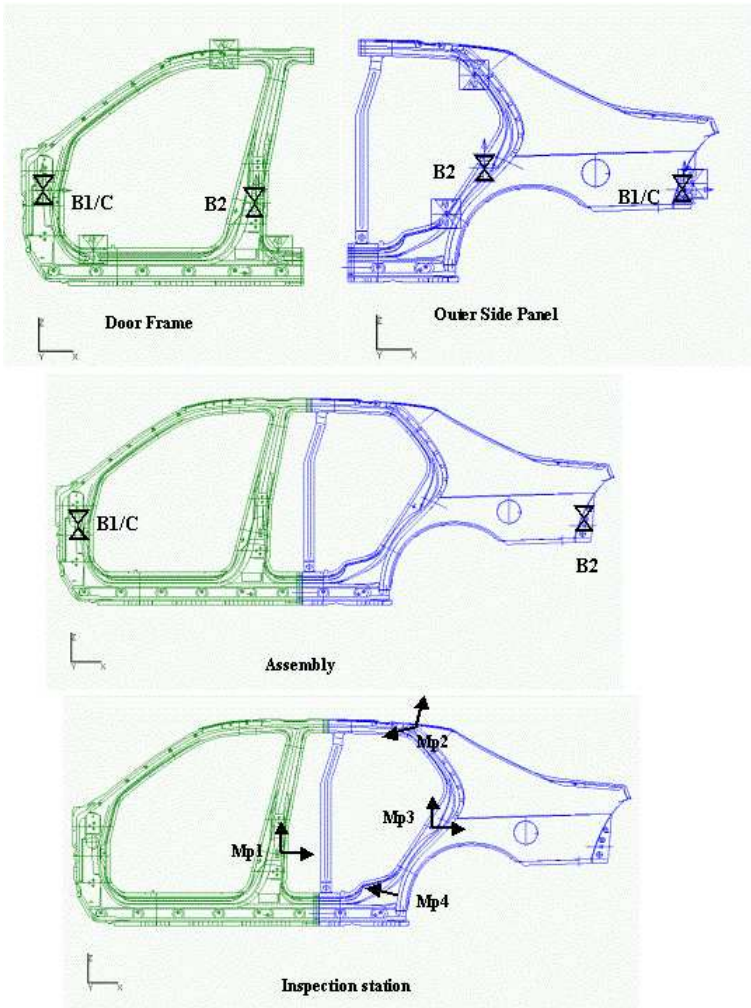 B1/C
B2
B2
B1/C
Door Frame
Outer Side Panel
Z
Y X
Z
Y X
B1/C
B2
Z
Y X
Assembly
Mp2
Mp3
Mp1
Mp4
Z
Y X
Inspection station